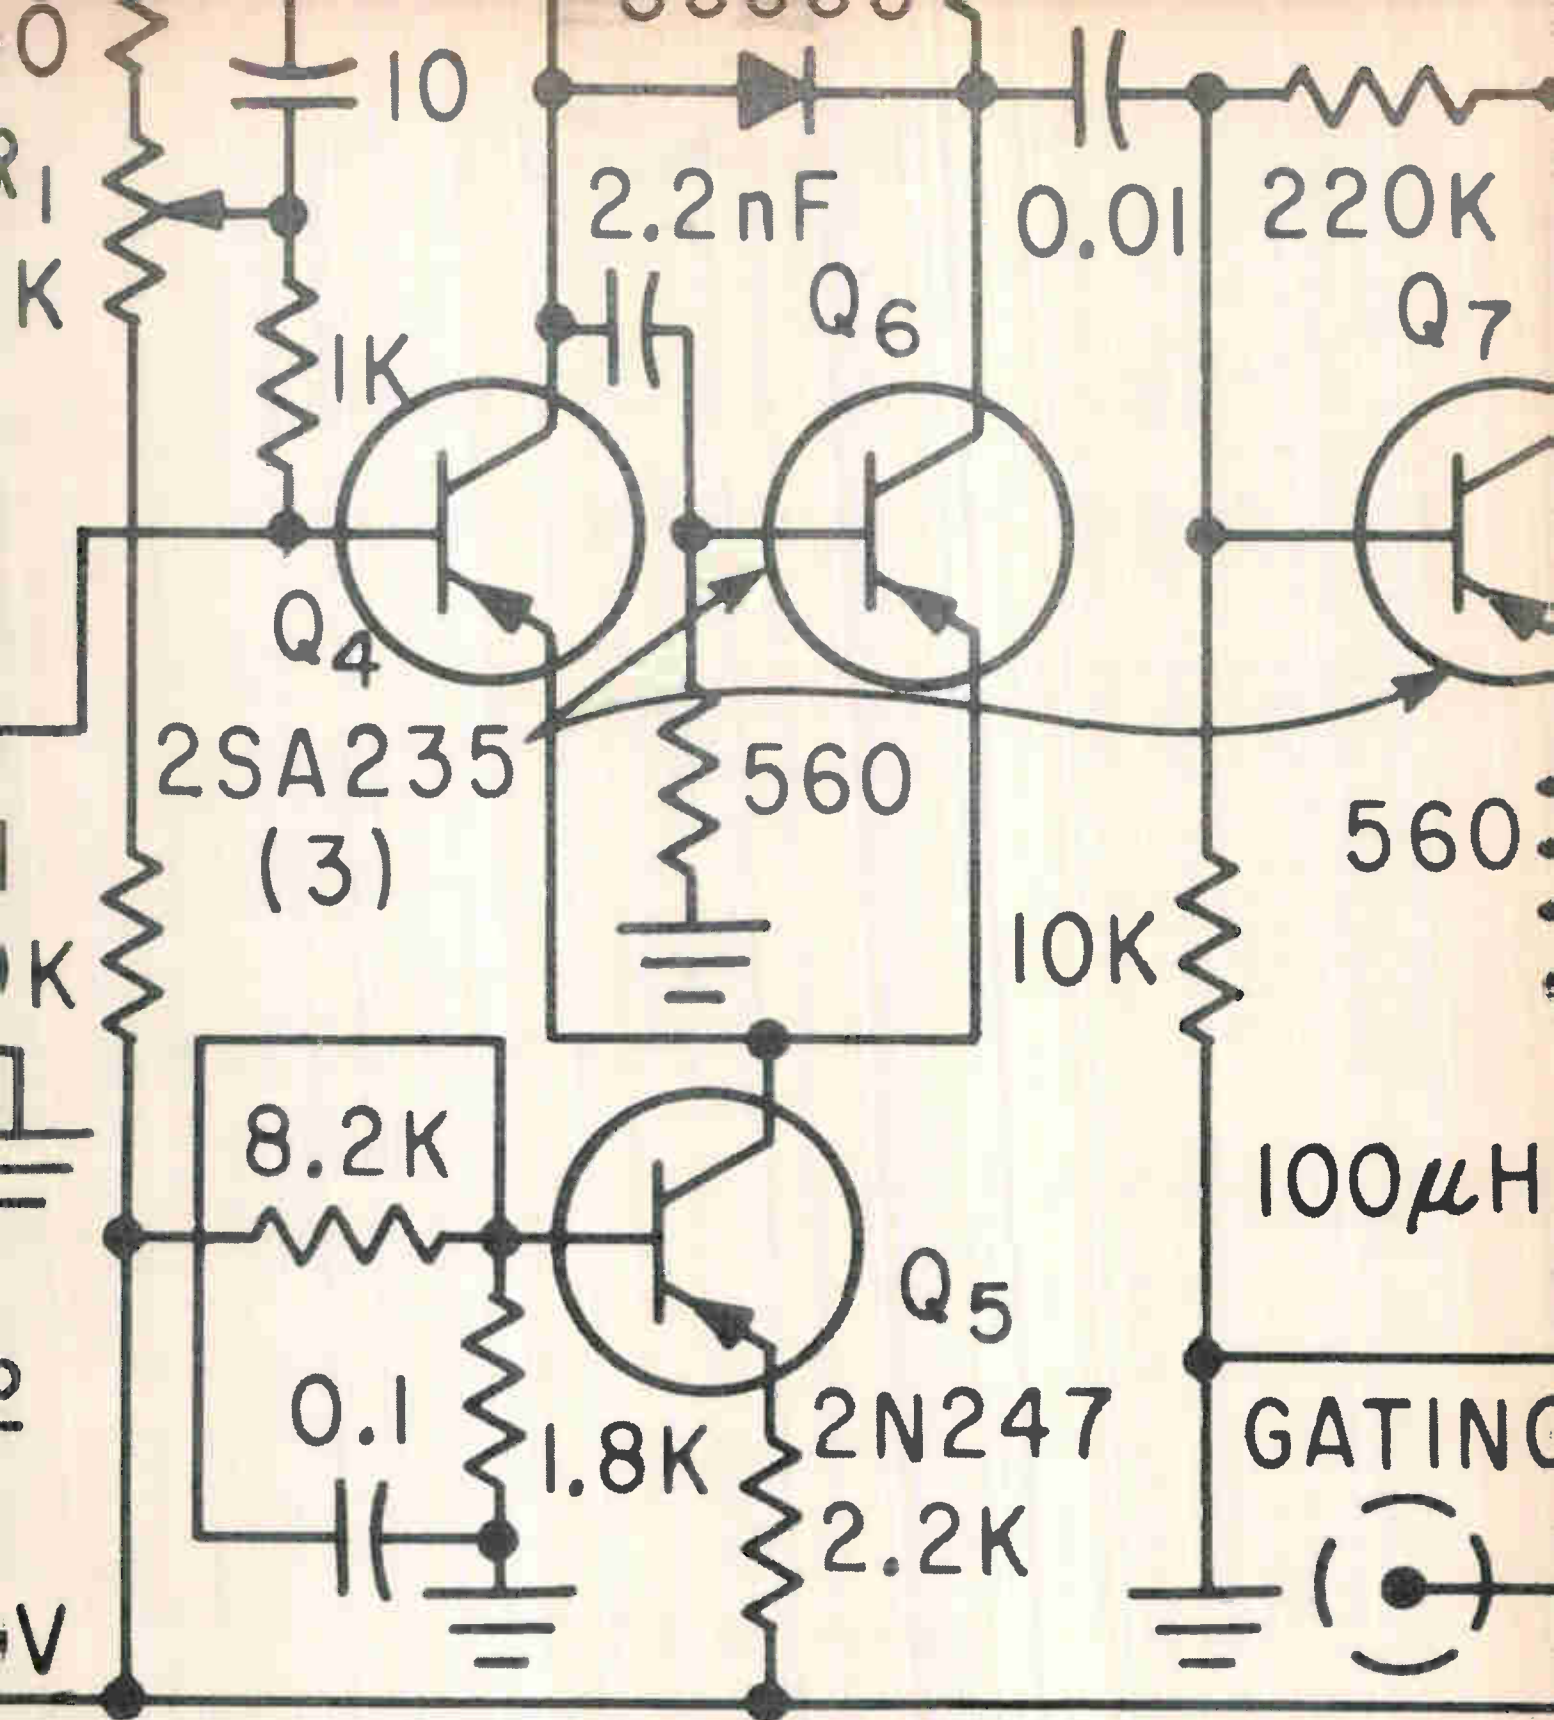 10
2.2nF
0.01
220K
Q6
Q7
K
1K
Q4
2SA235
(3)
560
560
10K
K
8.2K
100μH
Q5
0.1
1.8K
2N247
GATING
2.2K
V